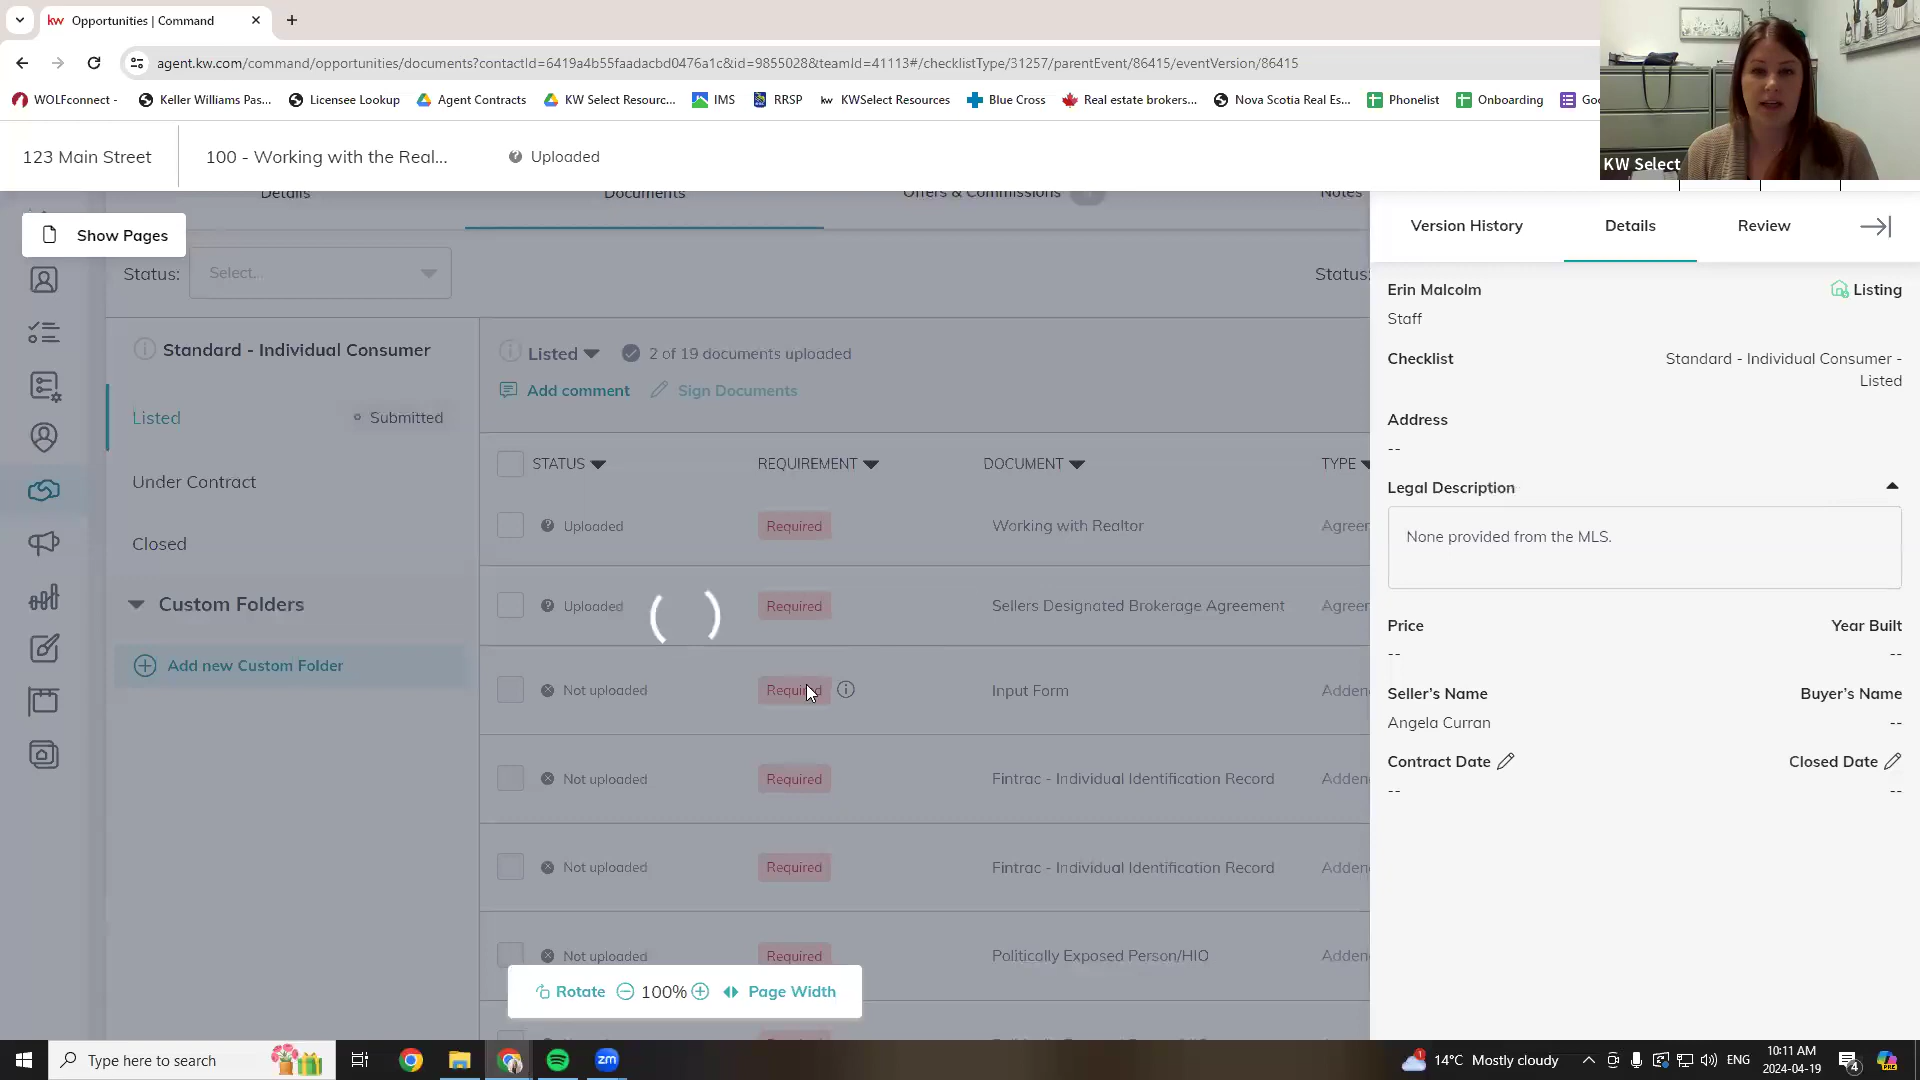 kw Opportunities | Command
agent.kw.com/command/opportunities/documents?contactId=6419a4b55faadacbd0476a1c&id=9855028&teamId=41113#/checklistType/31257/parentEvent/86415/eventVersion/86415
WOLFconnect - Keller Williams Pas... Licensee Lookup Agent Contracts KW Select Resourc... IMS RRSP kw KWSelect Resources Blue Cross Real estate brokers... Nova Scotia Real Es... Phonelist Onboarding Goo
KW Select
123 Main Street 100 - Working with the Real... Uploaded
Details Documents Offers & Commissions Notes
Show Pages
Version History Details Review
Status: Select... Status:
Erin Malcolm Listing
Staff
Checklist Standard - Individual Consumer - Listed
Address
--
Legal Description
None provided from the MLS.
Price Year Built
-- --
Seller's Name Buyer's Name
Angela Curran --
Contract Date Closed Date
-- --
Standard - Individual Consumer
Listed Submitted
Under Contract
Closed
Custom Folders
Add new Custom Folder
Listed 2 of 19 documents uploaded
Add comment Sign Documents
STATUS REQUIREMENT DOCUMENT TYPE
Uploaded Required Working with Realtor Agreer
Uploaded Required Sellers Designated Brokerage Agreement Agreer
Not uploaded Required Input Form Adden
Not uploaded Required Fintrac - Individual Identification Record Adden
Not uploaded Required Fintrac - Individual Identification Record Adden
Not uploaded Required Politically Exposed Person/HIO Adden
Rotate 100% Page Width
Type here to search
zm
14°C Mostly cloudy ENG 10:11 AM
2024-04-19
4